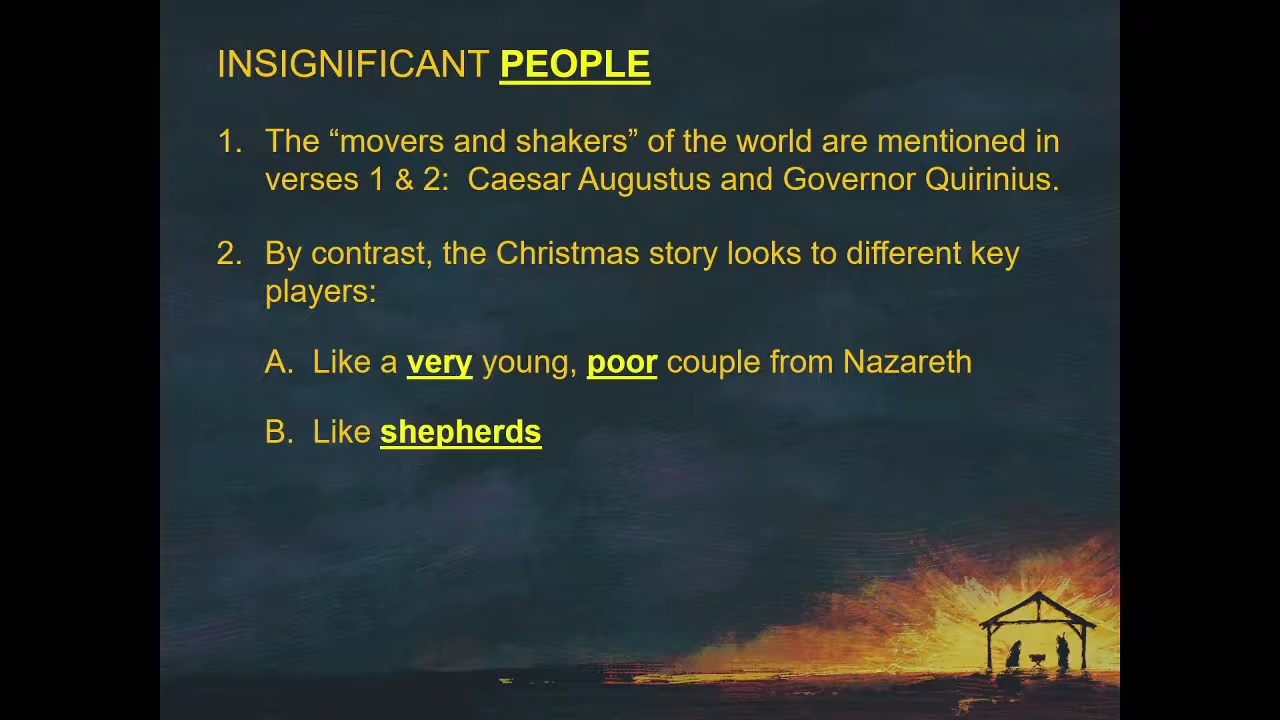 INSIGNIFICANT PEOPLE
1. The “movers and shakers” of the world are mentioned in
verses 1 & 2:  Caesar Augustus and Governor Quirinius.
2. By contrast, the Christmas story looks to different key
players:
A. Like a very young, poor couple from Nazareth
B. Like shepherds